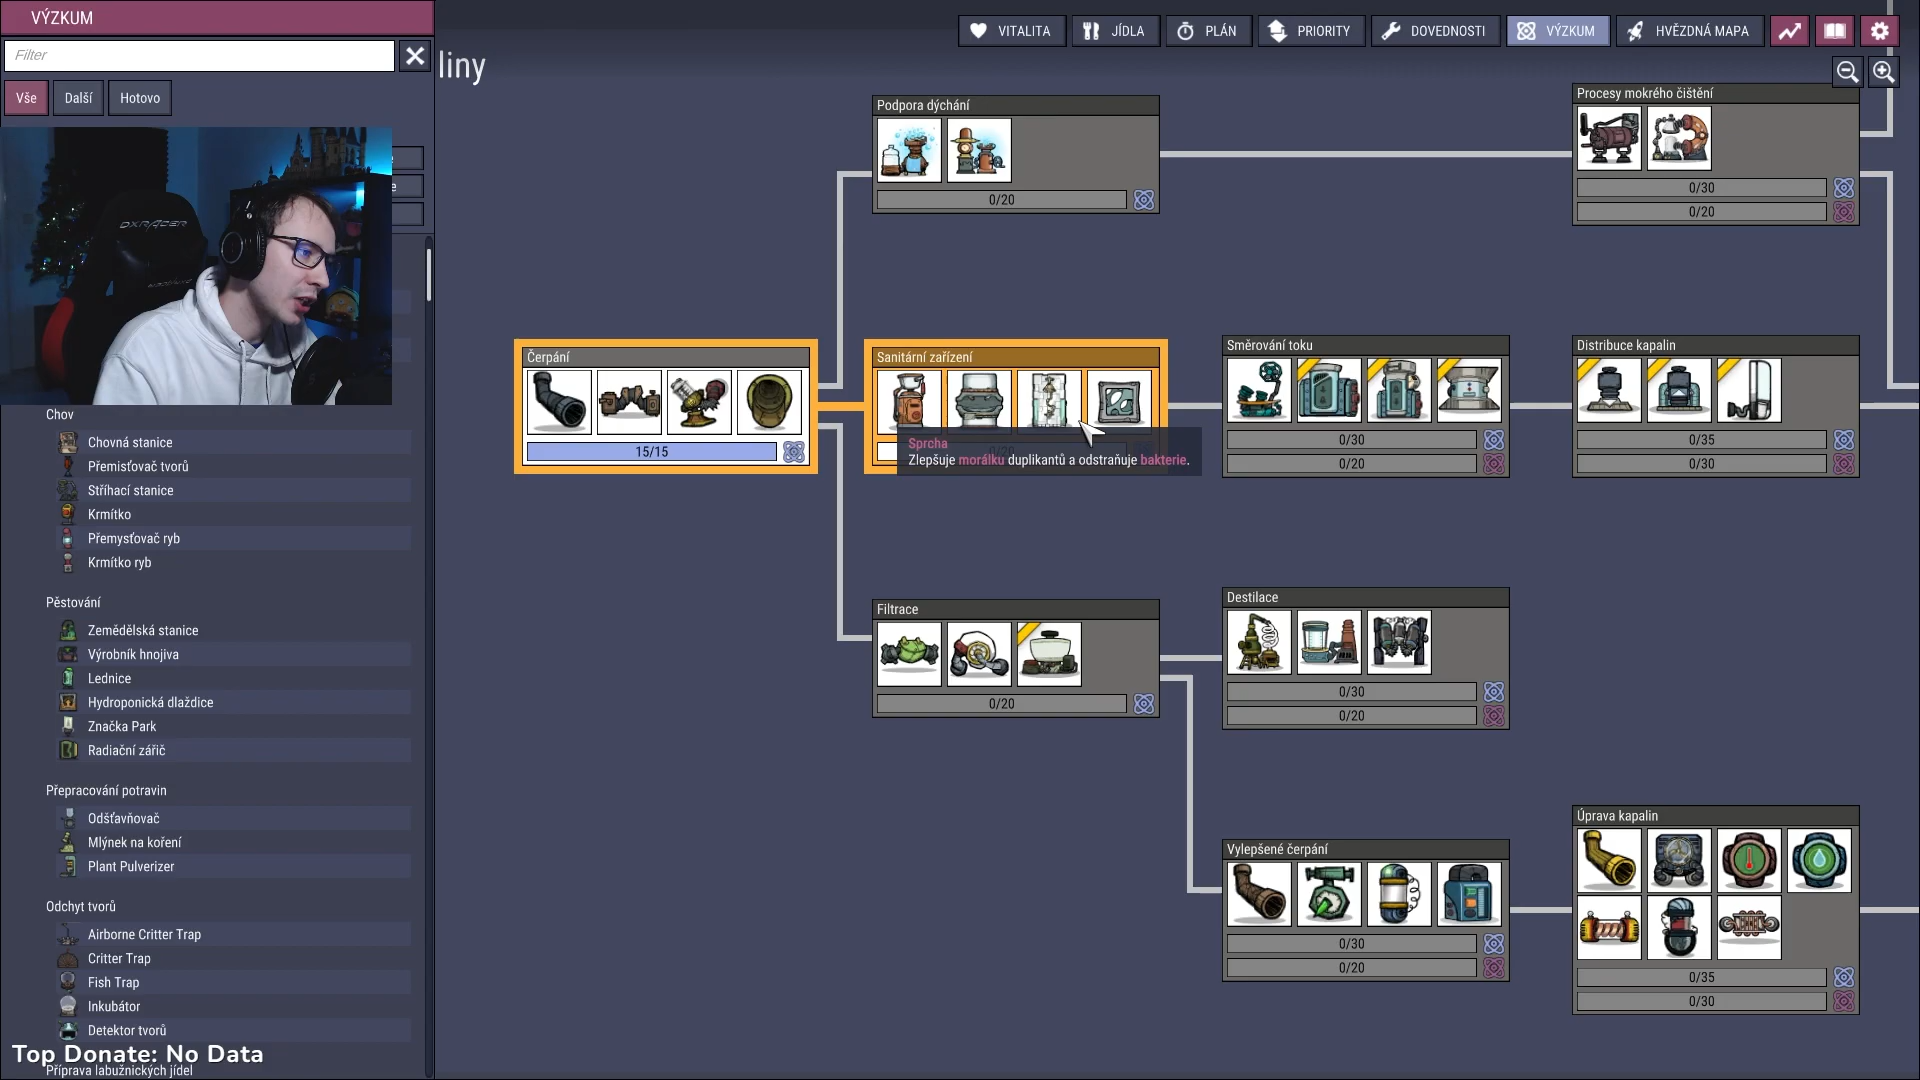 VÝZKUM
Filter
Vše
Další
Hotovo
liny
VITALITA
JÍDLA
PLÁN
PRIORITY
DOVEDNOSTI
VÝZKUM
HVĚZDNÁ MAPA
Podpora dýchání
0/20
Procesy mokrého čištění
0/30
0/20
DXRACER
Čerpání
15/15
Sanitární zařízení
Sprcha
Zlepšuje morálku duplikantů a odstraňuje bakterie.
Směrování toku
0/30
0/20
Distribuce kapalin
0/35
0/30
Filtrace
0/20
Destilace
0/30
0/20
Vylepšené čerpání
0/30
0/20
Úprava kapalin
0/35
0/30
Chov
Chovná stanice
Přemisťovač tvorů
Stříhací stanice
Krmítko
Přemysťovač ryb
Krmítko ryb
Pěstování
Zemědělská stanice
Výrobník hnojiva
Lednice
Hydroponická dlaždice
Značka Park
Radiační zářič
Přepracování potravin
Odšťavňovač
Mlýnek na koření
Plant Pulverizer
Odchyt tvorů
Airborne Critter Trap
Critter Trap
Fish Trap
Inkubátor
Detektor tvorů
Top Donate: No Data
Příprava labužnických jídel